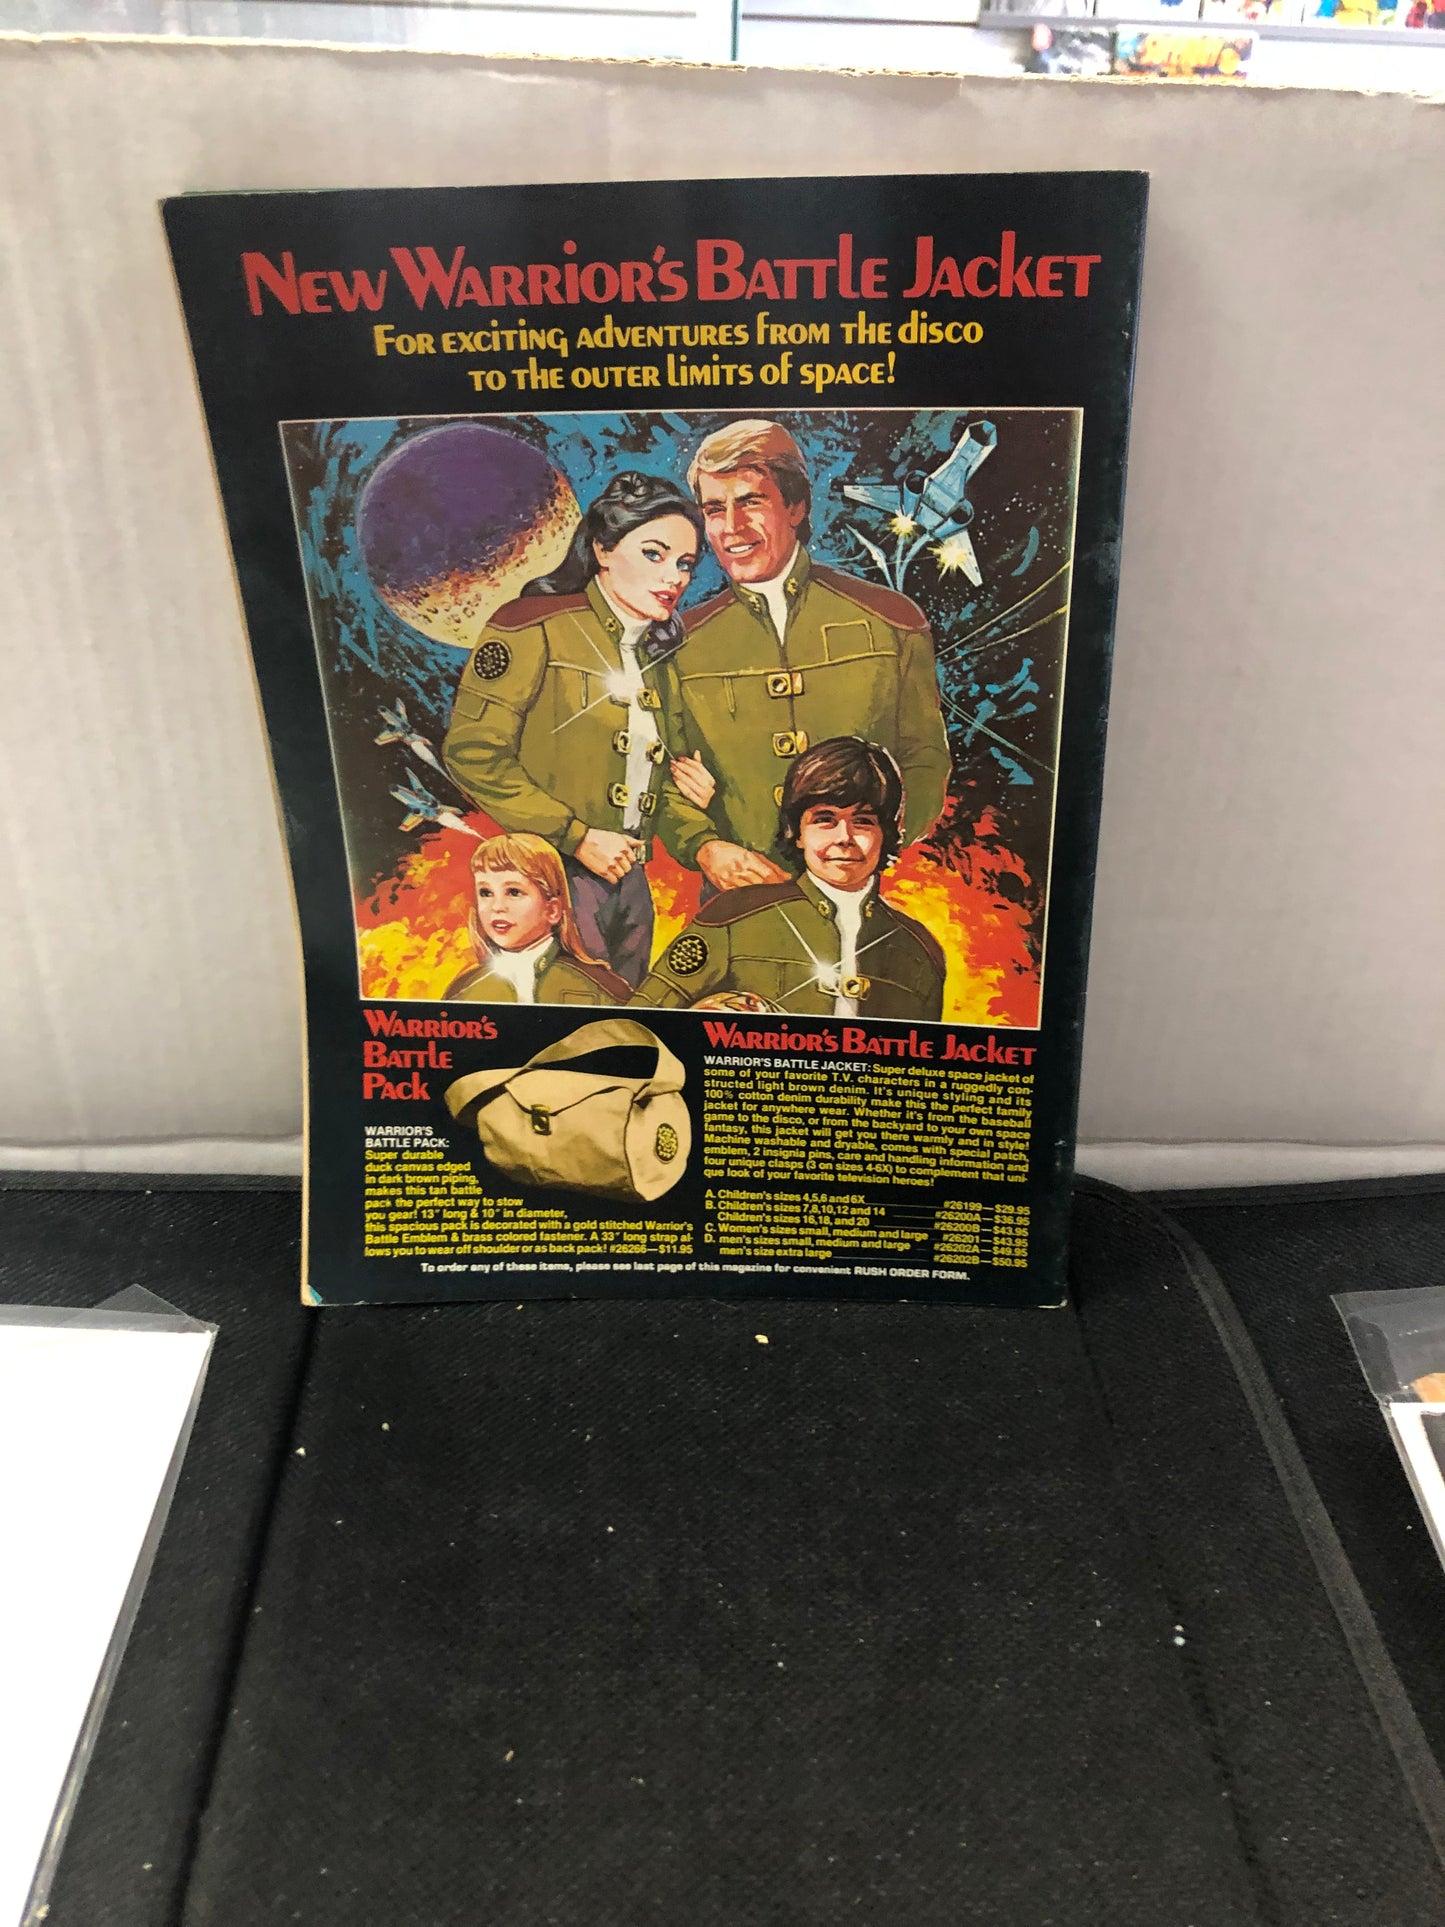 New Warrior's Battle Jacket
For exciting adventures from the disco
to the outer limits of space!
Warrior's
Battle
Pack
WARRIOR'S
BATTLE PACK:
Super durable
duck canvas edged
in dark brown piping,
makes this tan battle
pack the perfect way to stow
you gear! 13" long & 10" in diameter,
this spacious pack is decorated with a gold stitched Warrior's
Battle Emblem & brass colored fastener. A 33" long strap al-
lows you to wear off shoulder or as back pack! #26266—$11.95
Warrior's Battle Jacket
WARRIOR'S BATTLE JACKET: Super deluxe space jacket of
some of your favorite T.V. characters in a ruggedly con-
structed light brown denim. It's unique styling and its
100% cotton denim durability make this the perfect family
jacket for anywhere wear. Whether it's from the baseball
game to the disco, or from the backyard to your own space
fantasy, this jacket will get you there warmly and in style!
Machine washable and dryable, comes with special patch,
emblem, 2 insignia pins, care and handling information and
four unique clasps (3 on sizes 4-6X) to complement that uni-
que look of your favorite television heroes!
A. Children's sizes 4,5,6 and 6X #26199—$29.95
B. Children's sizes 7,8,10,12 and 14 #26200A—$36.95
Children's sizes 16,18, and 20 #26200B—$43.95
C. Women's sizes small, medium and large #26201—$43.95
D. men's sizes small, medium and large #26202A—$49.95
men's size extra large #26202B—$50.95
To order any of these items, please see last page of this magazine for convenient RUSH ORDER FORM.